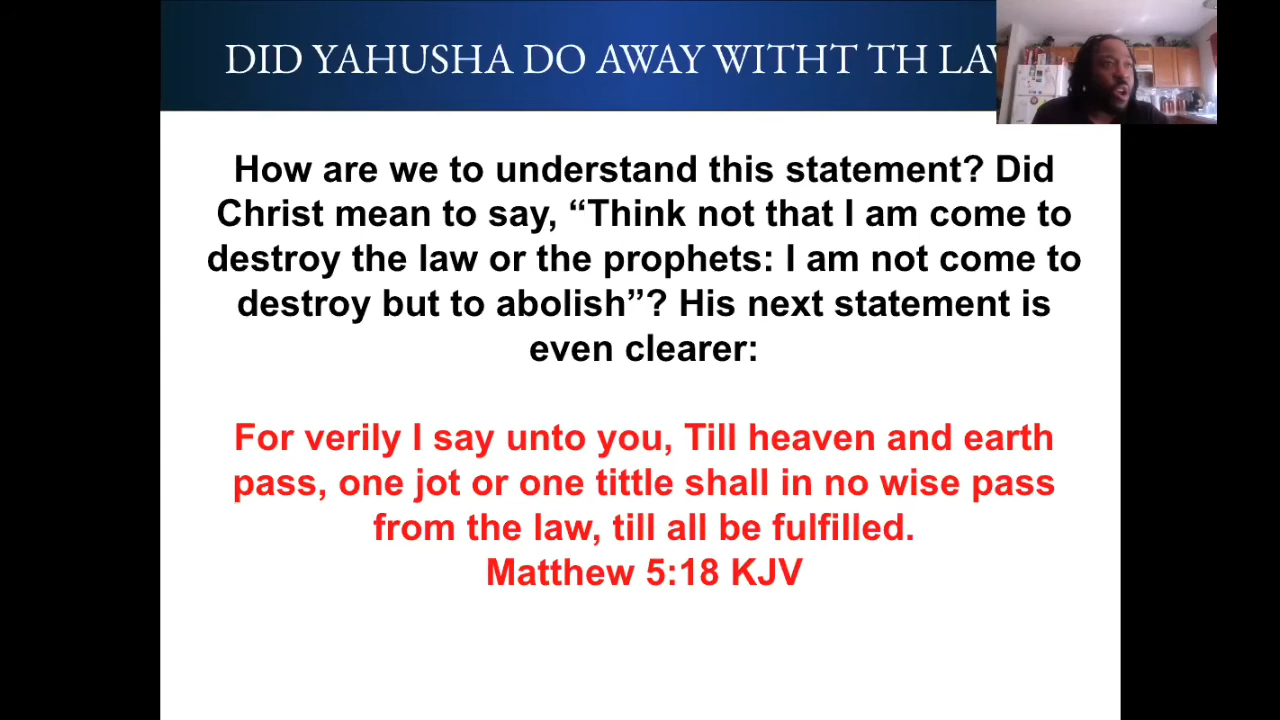 DID YAHUSHA DO AWAY WITHT TH
How are we to understand this statement? Did
Christ mean to say, “Think not that I am come to
destroy the law or the prophets: I am not come to
destroy but to abolish”? His next statement is
even clearer:
For verily I say unto you, Till heaven and earth
pass, one jot or one tittle shall in no wise pass
from the law, till all be fulfilled.
Matthew 5:18 KJV